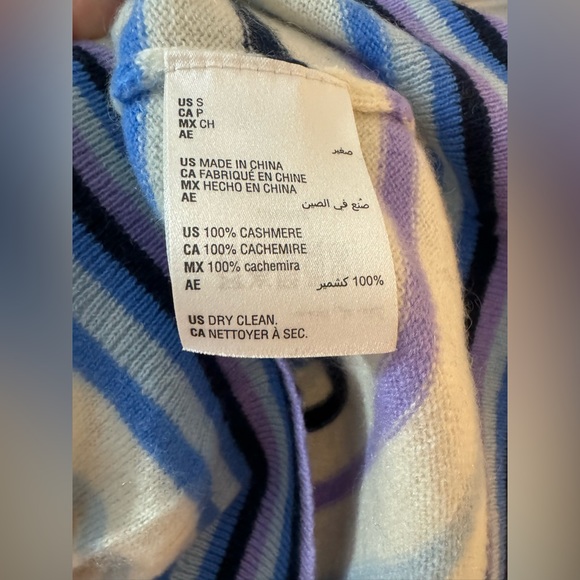 US S
CA P
MX CH
AE صغير
US MADE IN CHINA
CA FABRIQUÉ EN CHINE
MX HECHO EN CHINA
AE صُنع في الصين
US 100% CASHMERE
CA 100% CACHEMIRE
MX 100% cachemira
AE 100% كشمير
US DRY CLEAN.
CA NETTOYER À SEC.